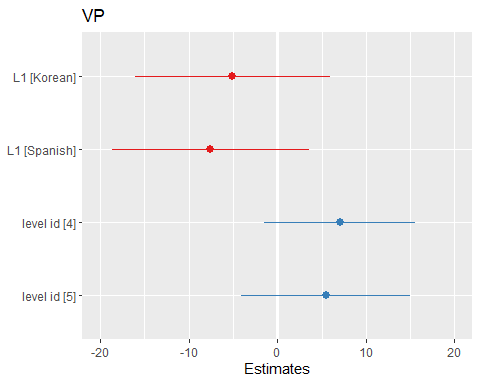 VP
L1 [Korean]
L1 [Spanish]
level id [4]
level id [5]
-20 -10 0 10 20
Estimates